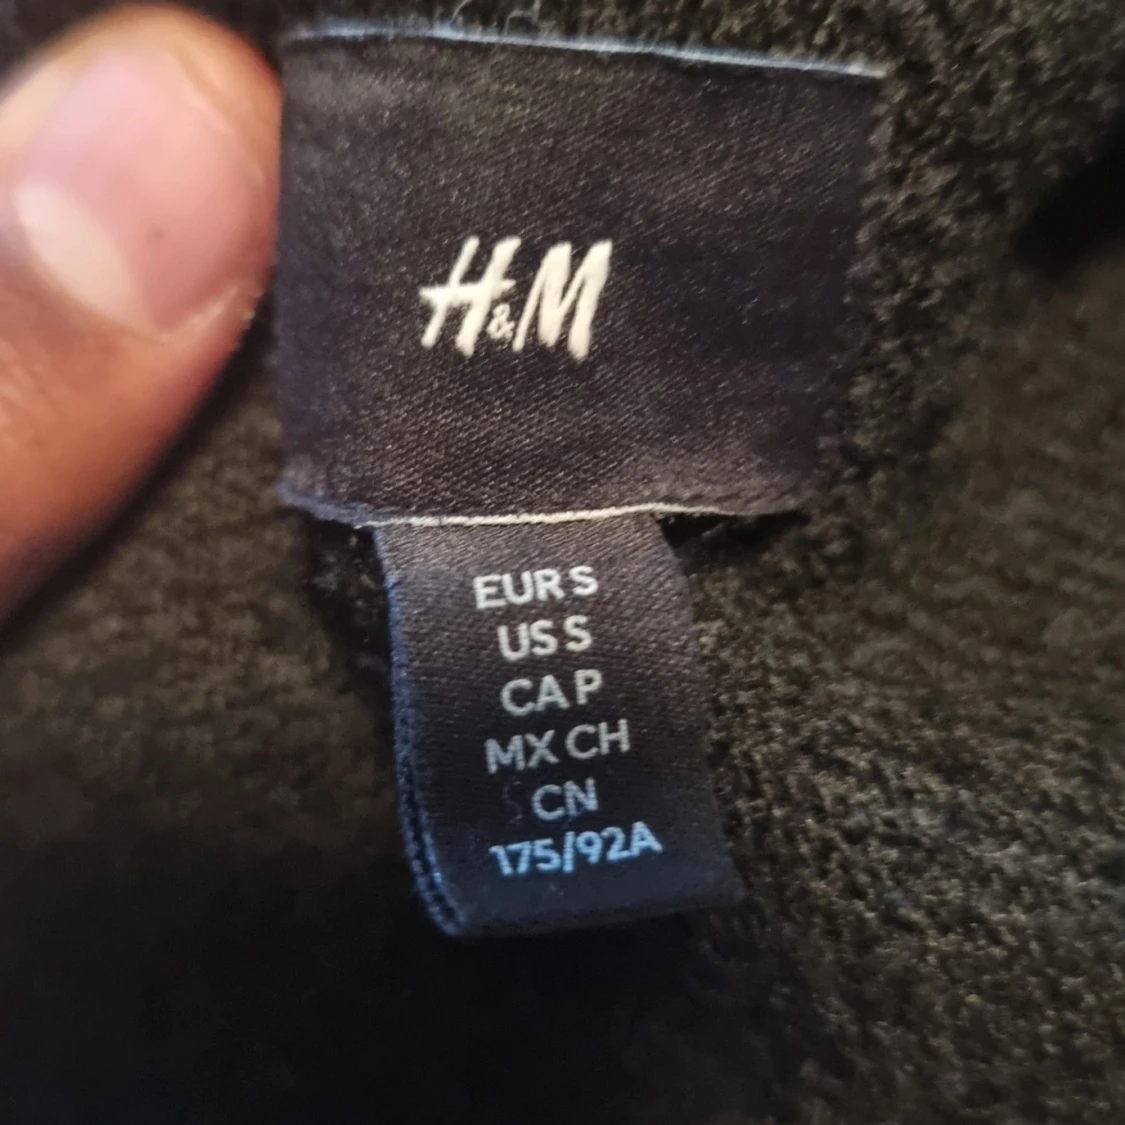 H&M
EUR S
US S
CA P
MX CH
CN
175/92A